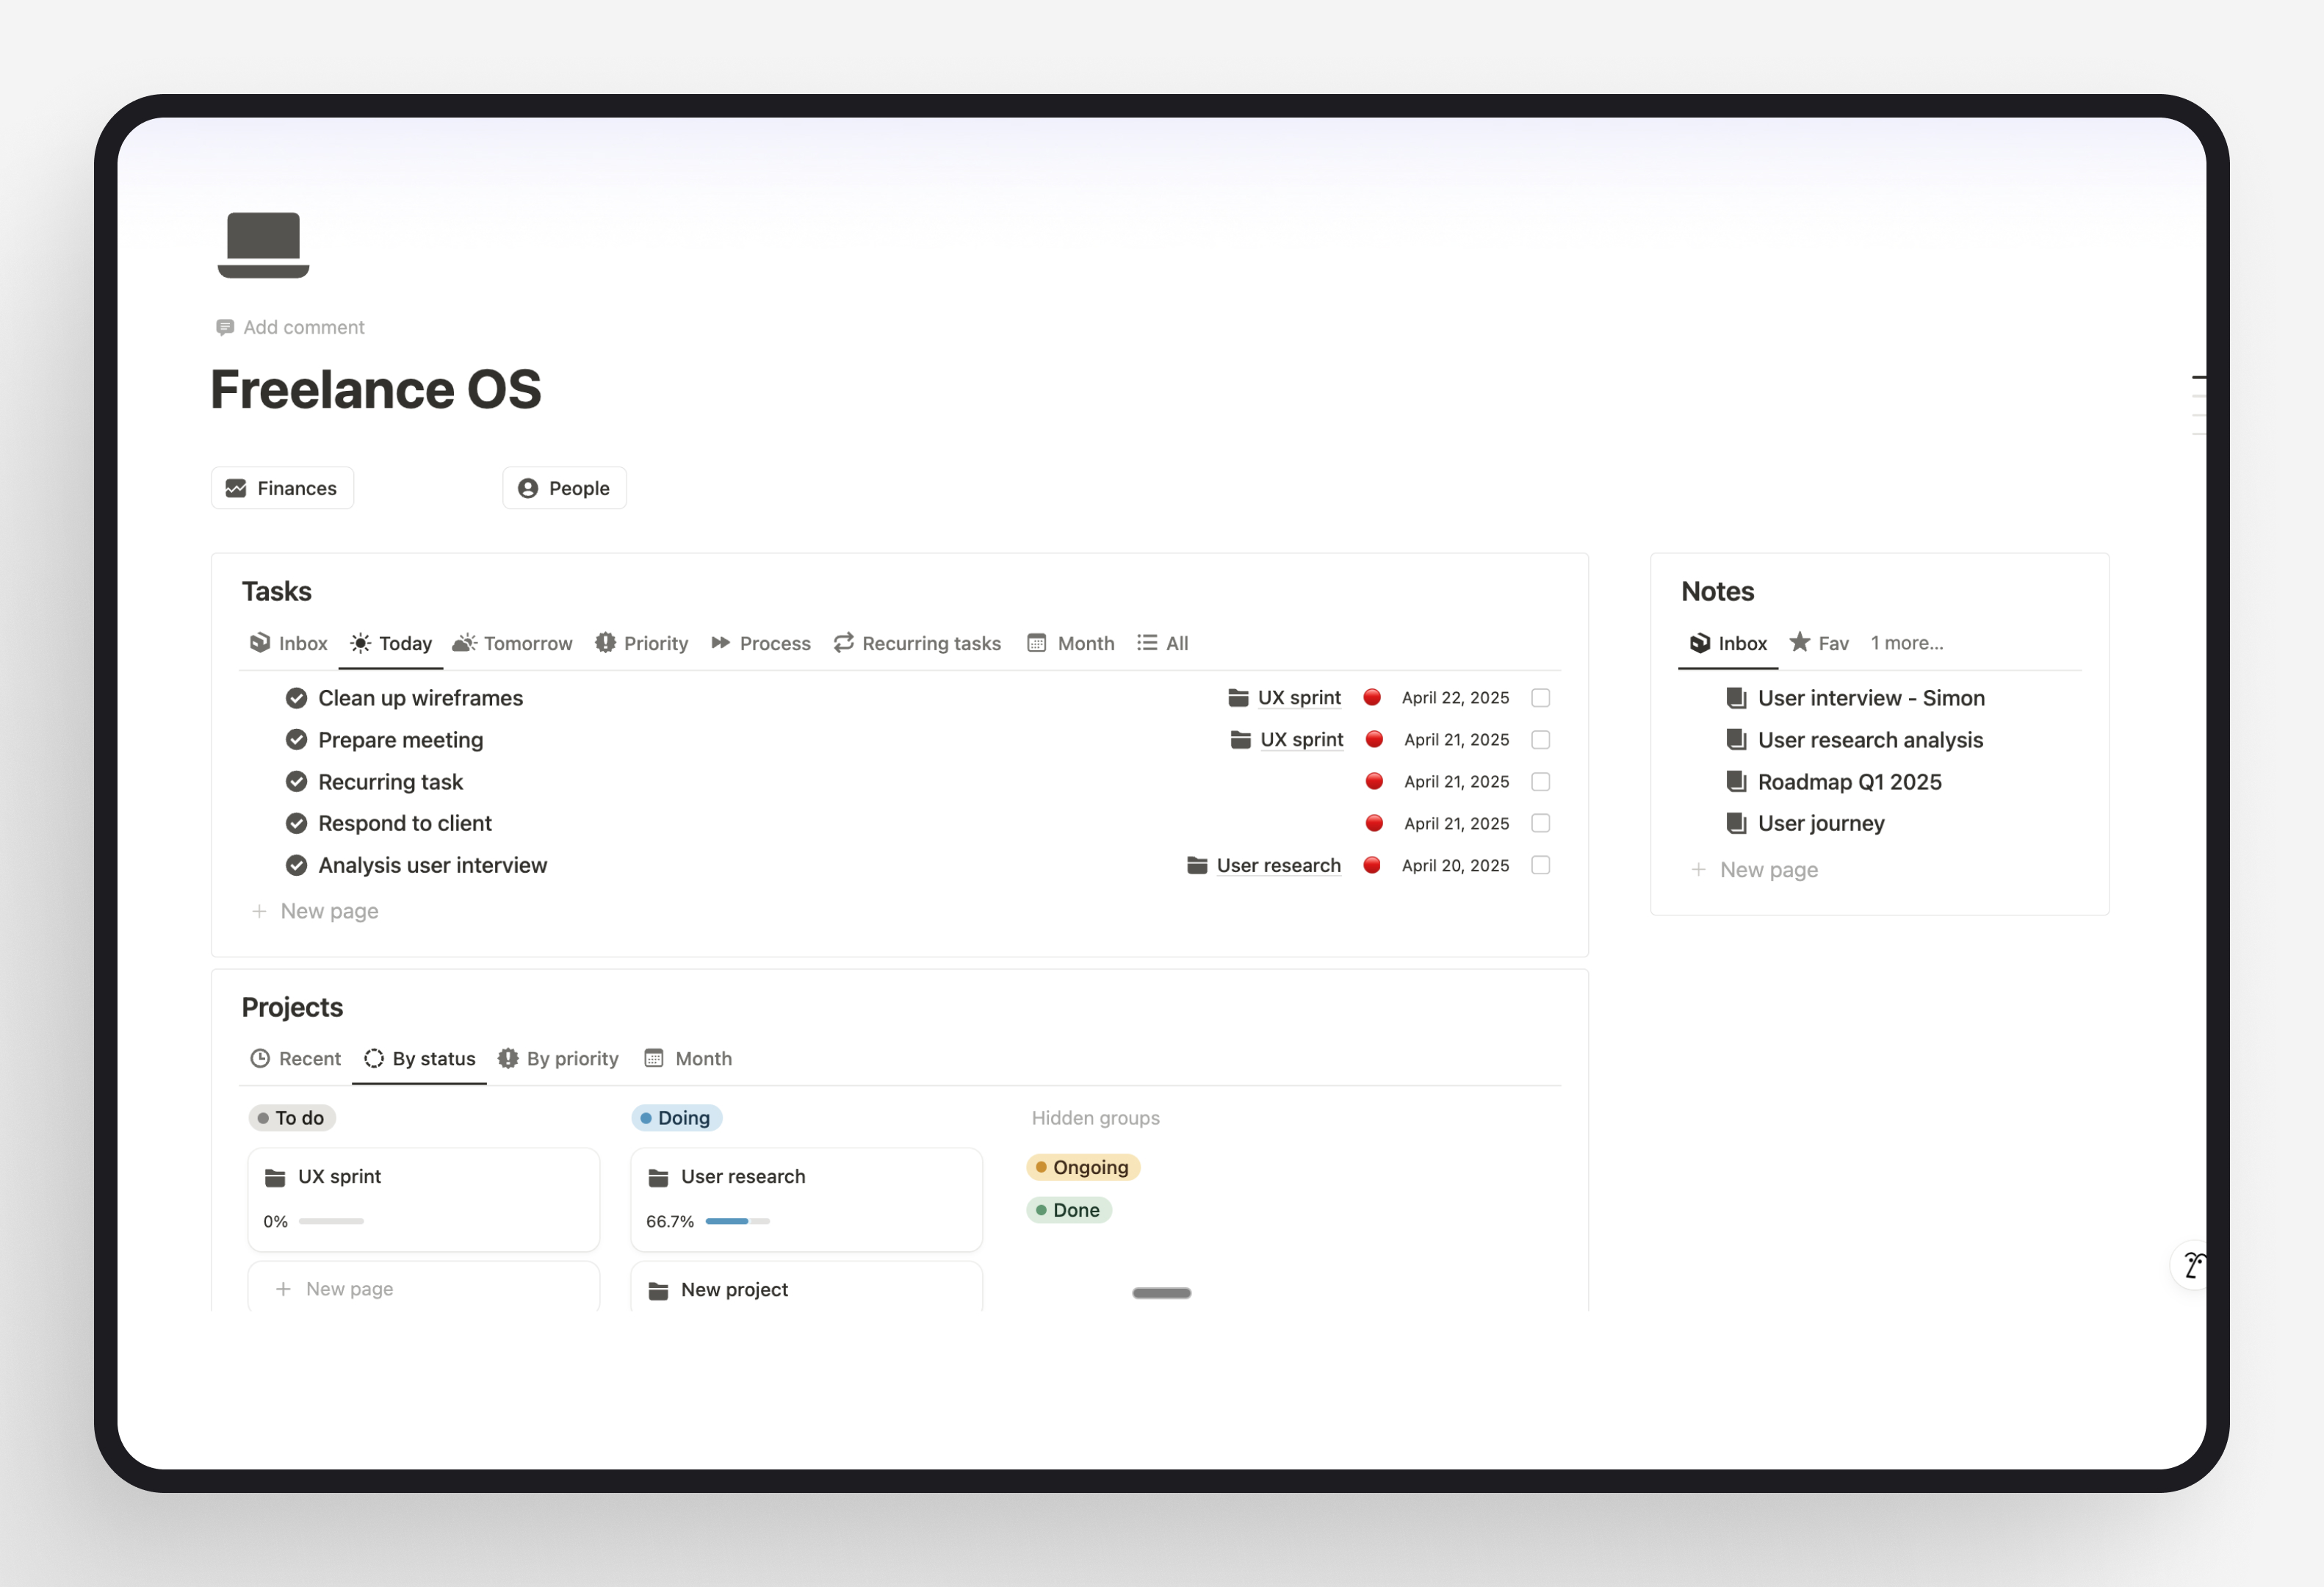 Add comment
Freelance OS
Finances People
Tasks
Inbox Today Tomorrow Priority Process Recurring tasks Month All
Clean up wireframes UX sprint April 22, 2025
Prepare meeting UX sprint April 21, 2025
Recurring task April 21, 2025
Respond to client April 21, 2025
Analysis user interview User research April 20, 2025
+ New page
Notes
Inbox Fav 1 more...
User interview - Simon
User research analysis
Roadmap Q1 2025
User journey
+ New page
Projects
Recent By status By priority Month
To do Doing Hidden groups
UX sprint User research Ongoing
0% 66.7% Done
+ New page New project